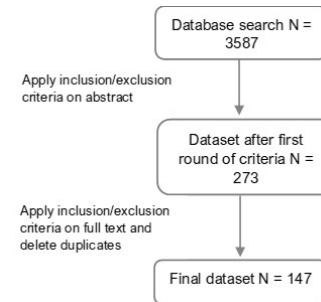 Database search N =
3587
Apply inclusion/exclusion
criteria on abstract
Dataset after first
round of criteria N =
273
Apply inclusion/exclusion
criteria on full text and
delete duplicates
Final dataset N = 147